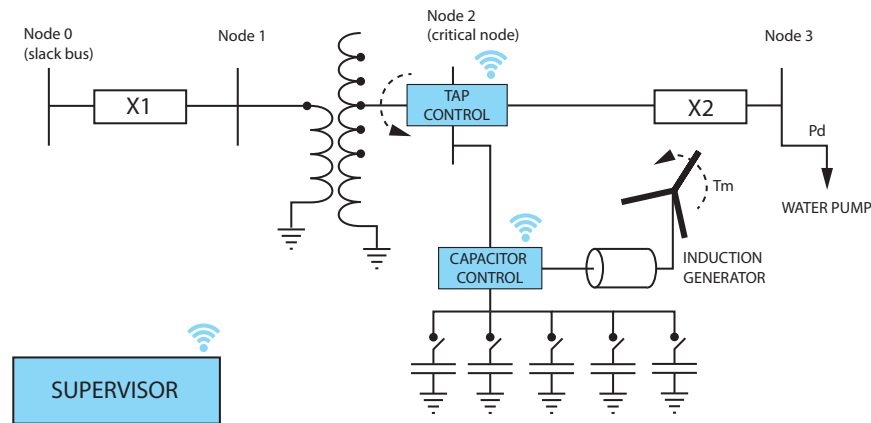 Node 0
(slack bus)
Node 1
Node 2
(critical node)
Node 3
X1
TAP
CONTROL
X2
Pd
Tm
WATER PUMP
CAPACITOR
CONTROL
INDUCTION
GENERATOR
SUPERVISOR